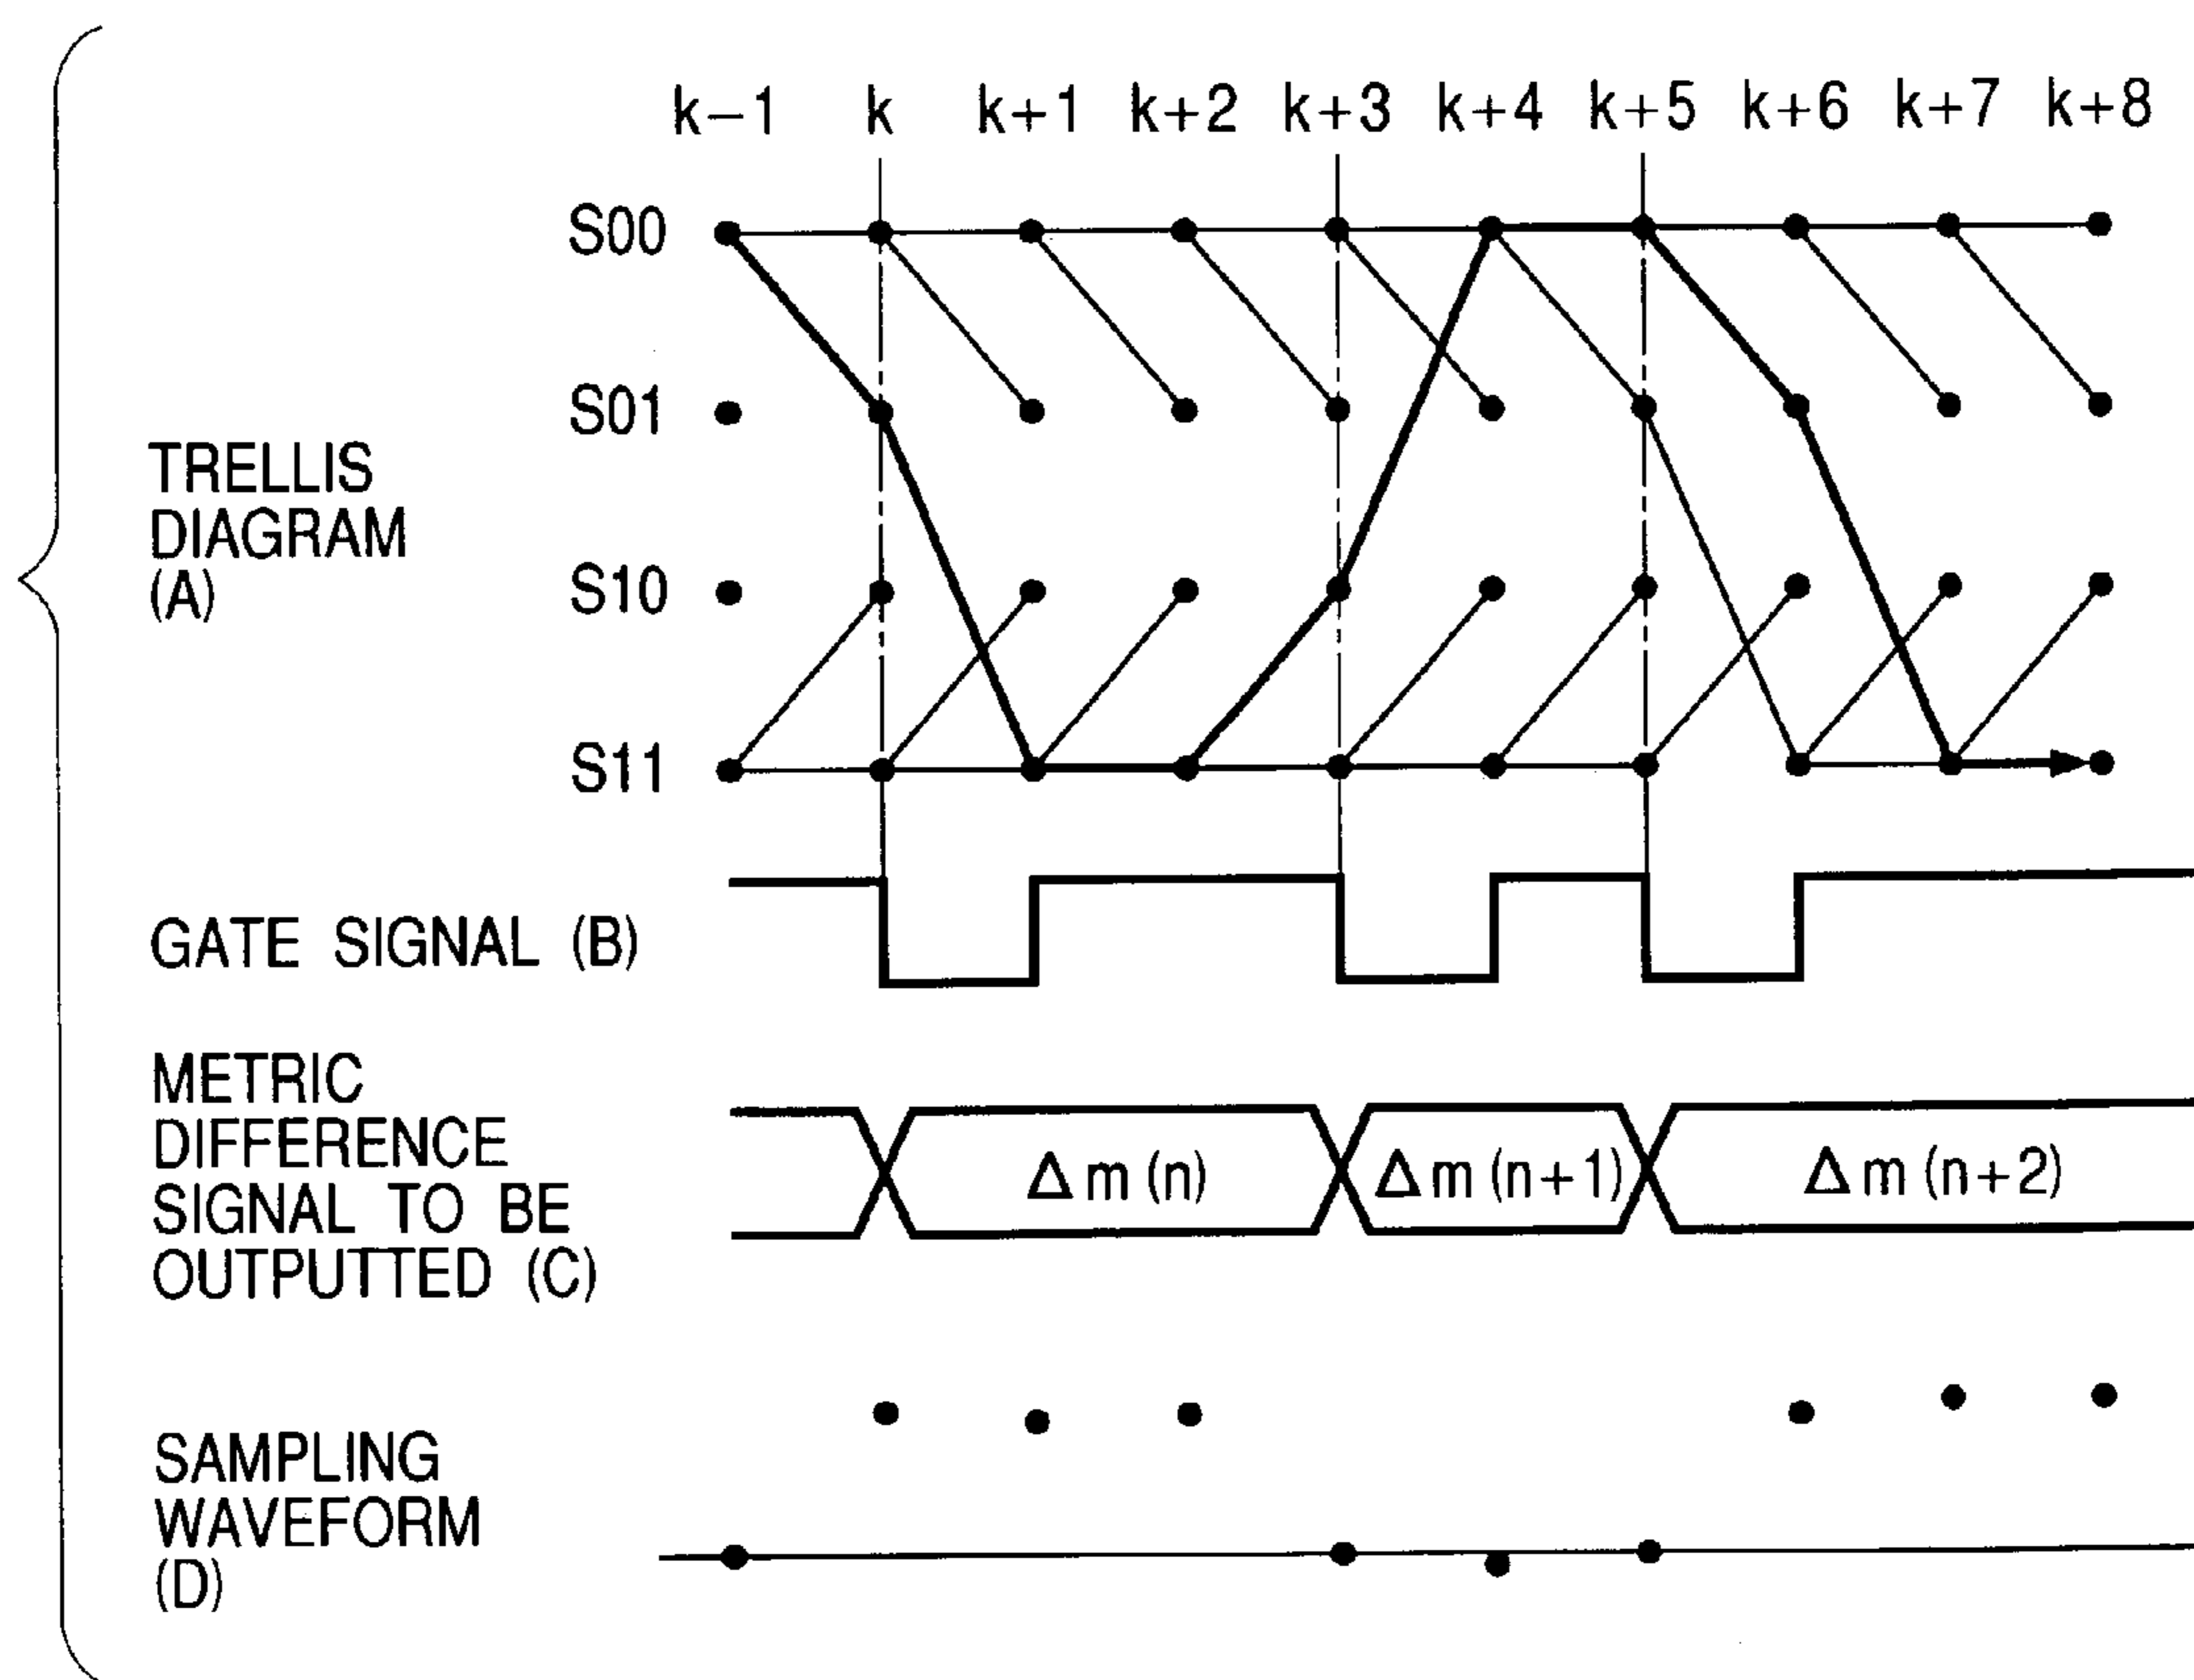 k−1 k k+1 k+2 k+3 k+4 k+5 k+6 k+7 k+8
S00
S01
TRELLIS
DIAGRAM
(A)
S10
S11
GATE SIGNAL (B)
METRIC
DIFFERENCE
SIGNAL TO BE
OUTPUTTED (C)
Δm(n) Δm(n+1) Δm(n+2)
SAMPLING
WAVEFORM
(D)